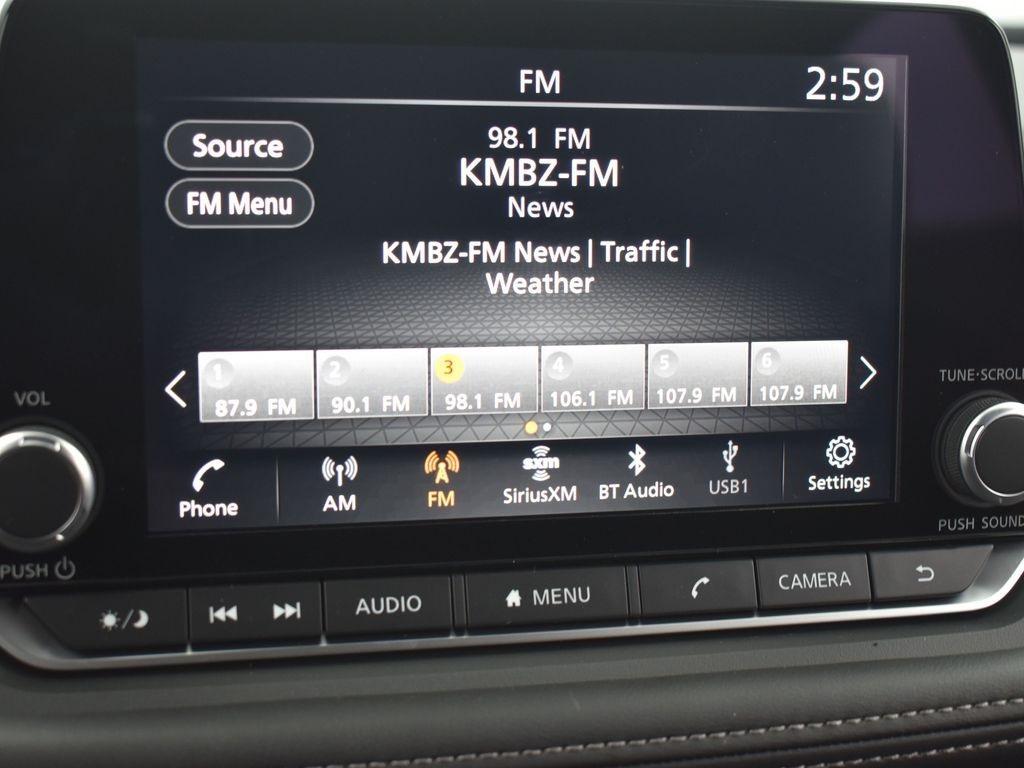 FM
2:59
Source
98.1 FM
KMBZ-FM
FM Menu
News
KMBZ-FM News | Traffic |
Weather
1 2 3 4 5 6
87.9 FM 90.1 FM 98.1 FM 106.1 FM 107.9 FM 107.9 FM
VOL
TUNE·SCROLL
sxm
Phone AM FM SiriusXM BT Audio USB1 Settings
PUSH
PUSH SOUND
AUDIO MENU CAMERA